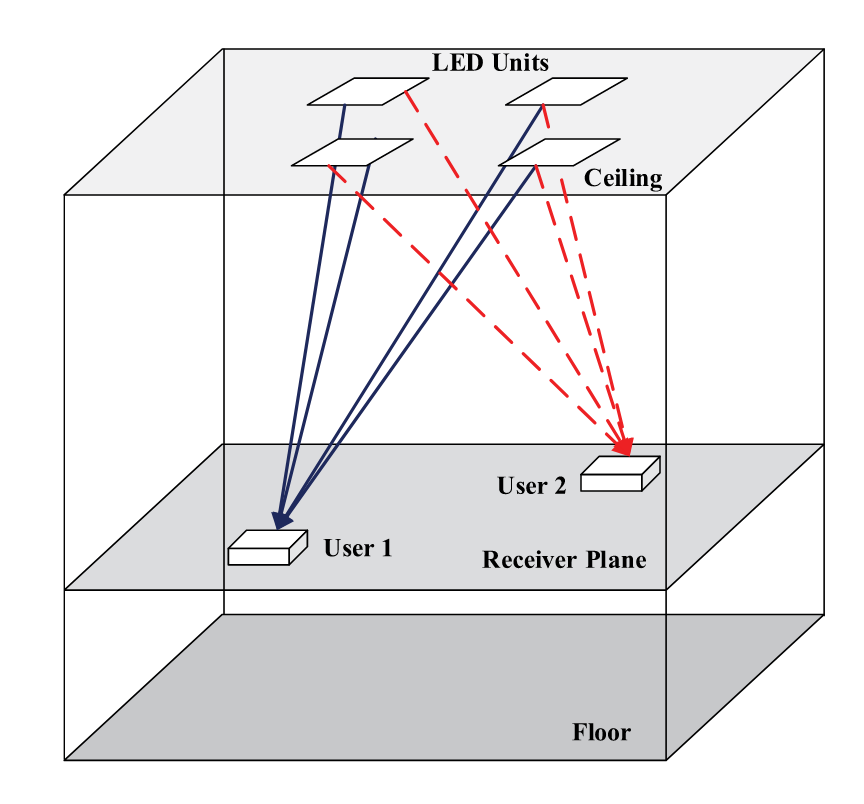 LED Units
Ceiling
User 2
User 1
Receiver Plane
Floor